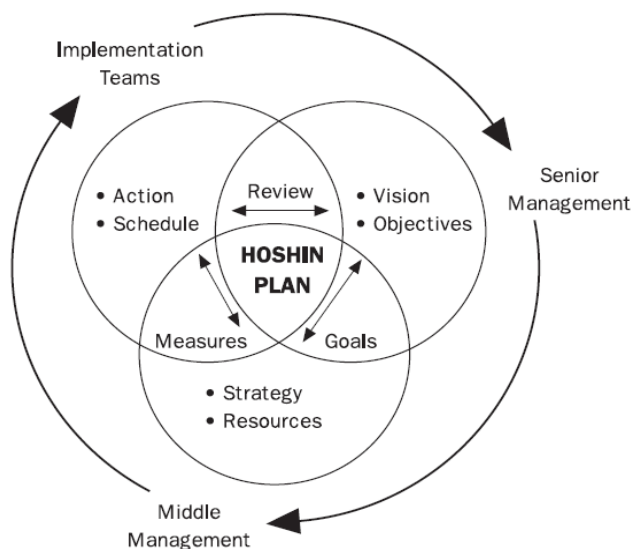 Implementation
Teams
Senior
Management
• Action
• Schedule
Review
• Vision
• Objectives
HOSHIN
PLAN
Measures
Goals
• Strategy
• Resources
Middle
Management